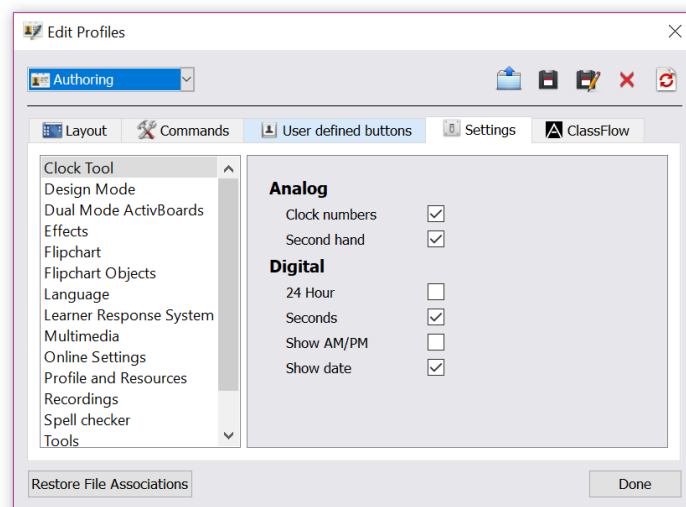 Edit Profiles
Authoring
Layout
Commands
User defined buttons
Settings
ClassFlow
Clock Tool
Design Mode
Dual Mode ActivBoards
Effects
Flipchart
Flipchart Objects
Language
Learner Response System
Multimedia
Online Settings
Profile and Resources
Recordings
Spell checker
Tools
Analog
Clock numbers
Second hand
Digital
24 Hour
Seconds
Show AM/PM
Show date
Restore File Associations
Done